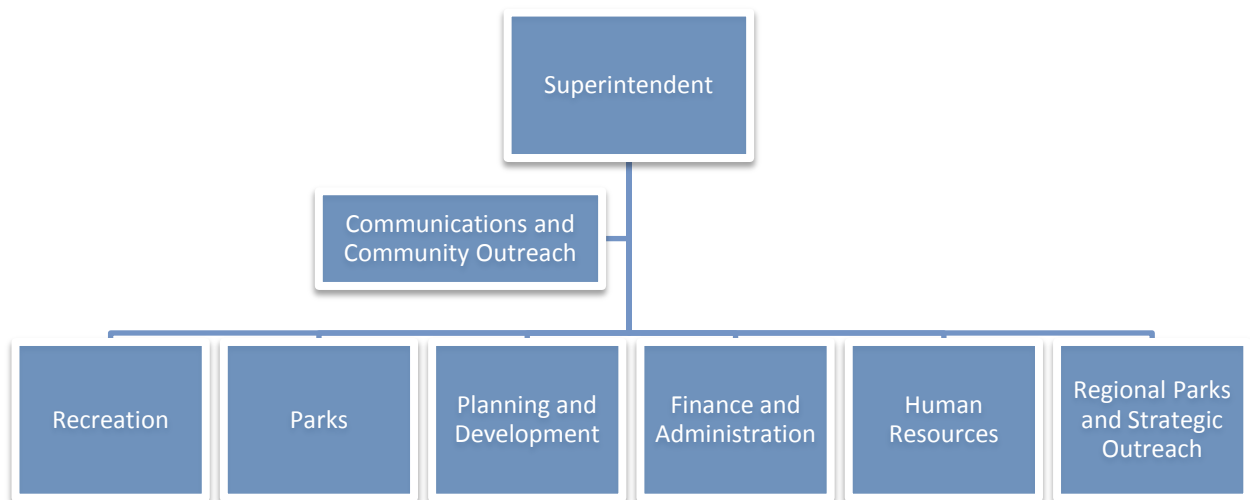 Superintendent
Communications and
Community Outreach
Recreation
Parks
Planning and
Development
Finance and
Administration
Human
Resources
Regional Parks
and Strategic
Outreach